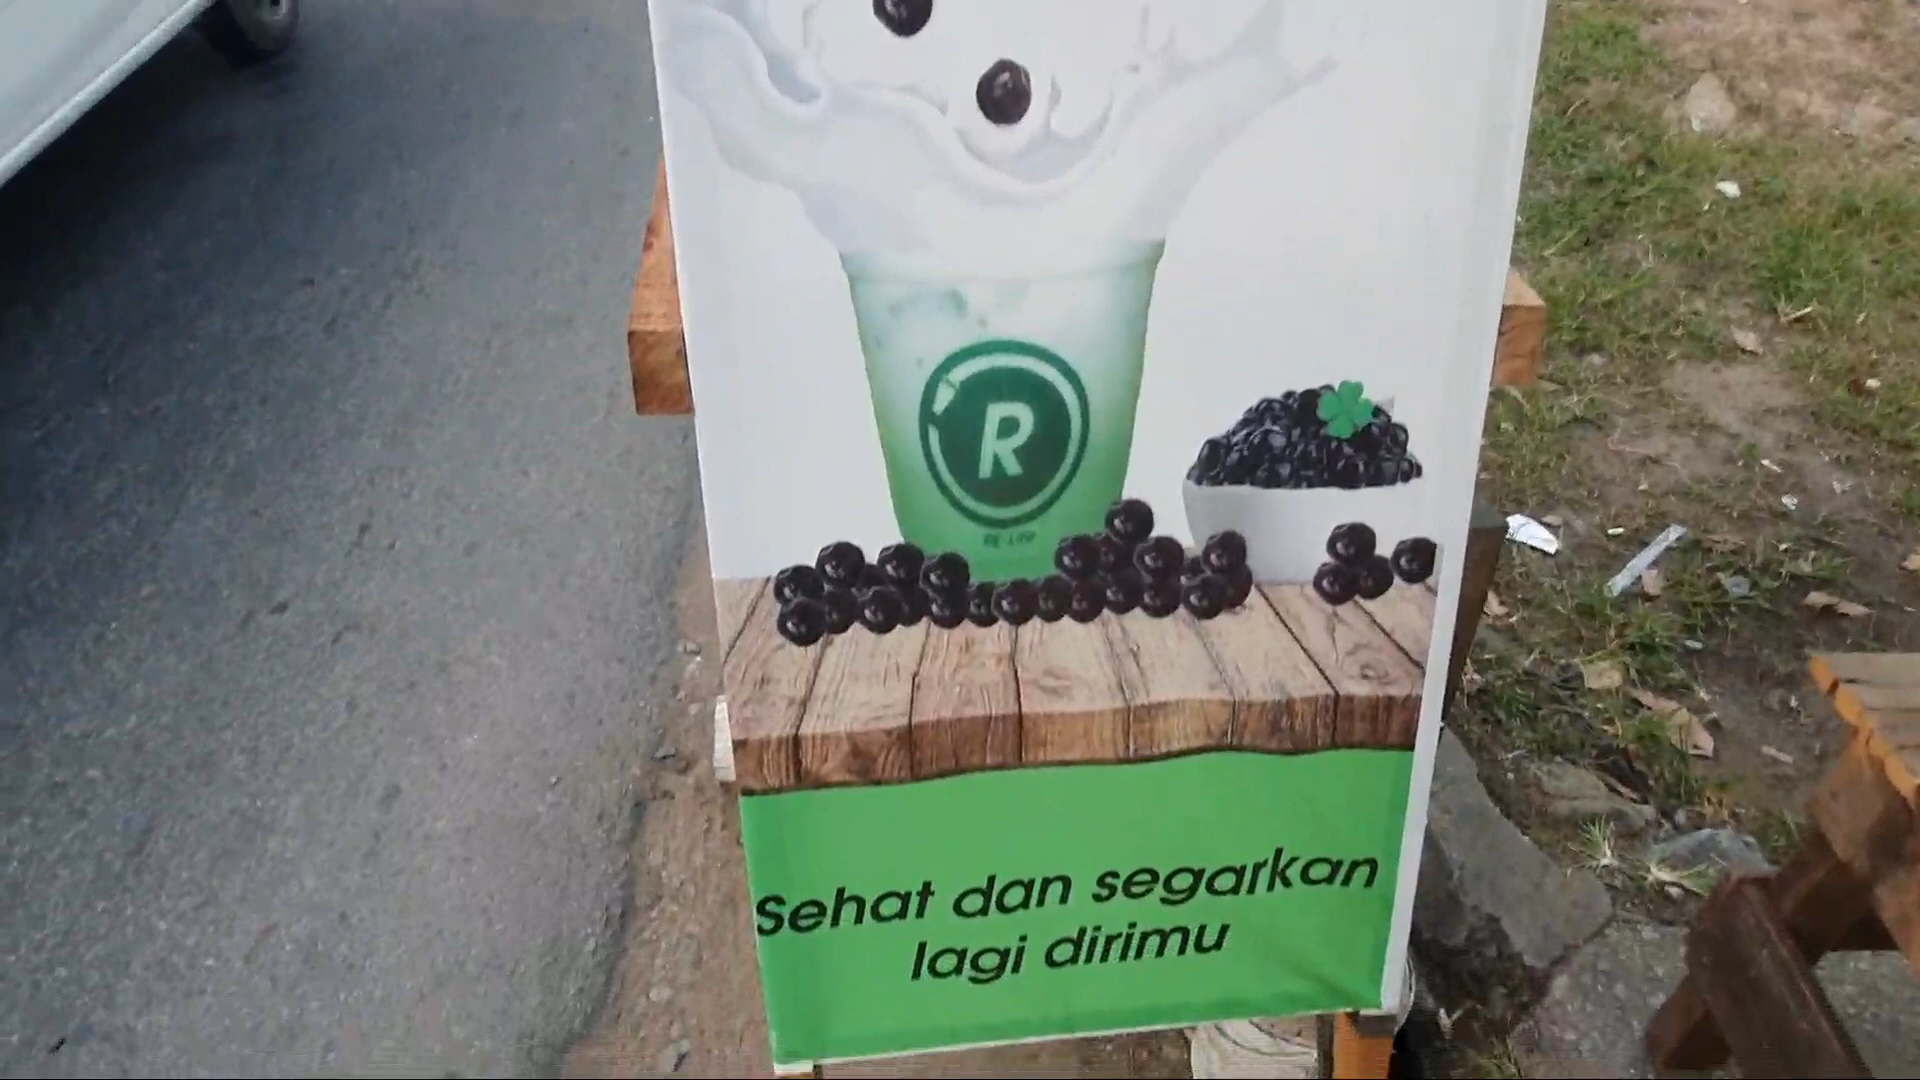 R
Sehat dan segarkan
lagi dirimu